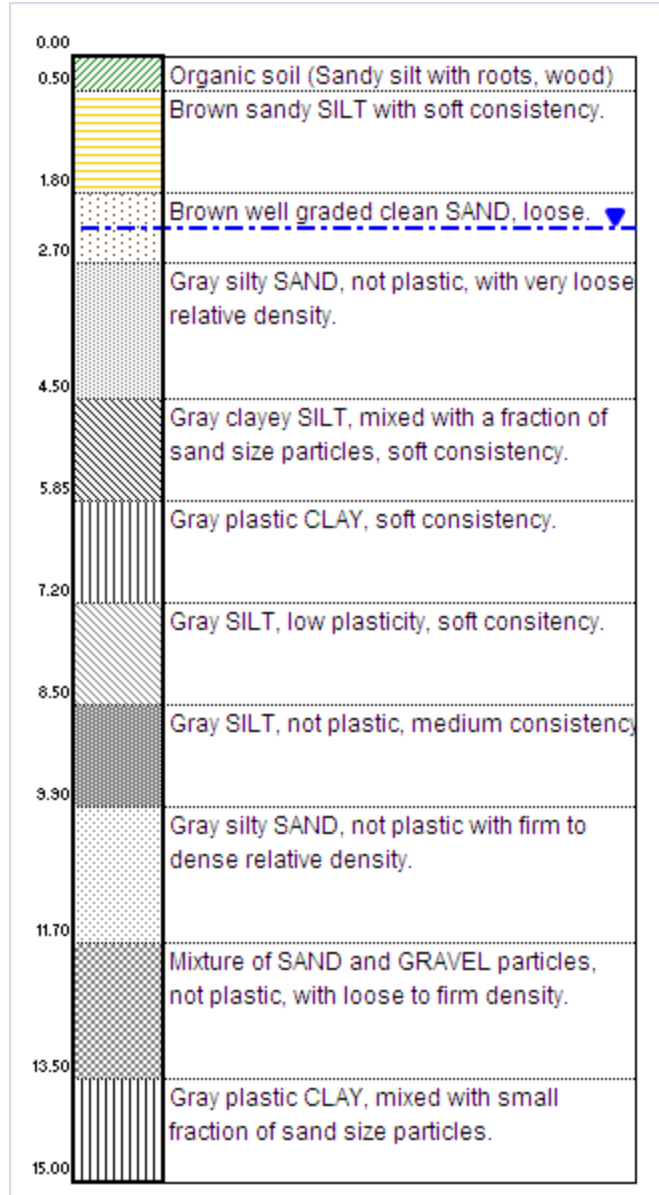 0.00
Organic soil (Sandy silt with roots, wood)
0.50
Brown sandy SILT with soft consistency.
1.80
Brown well graded clean SAND, loose.
2.70
Gray silty SAND, not plastic, with very loose
relative density.
4.50
Gray clayey SILT, mixed with a fraction of
sand size particles, soft consistency.
5.85
Gray plastic CLAY, soft consistency.
7.20
Gray SILT, low plasticity, soft consitency.
8.50
Gray SILT, not plastic, medium consistency
9.90
Gray silty SAND, not plastic with firm to
dense relative density.
11.70
Mixture of SAND and GRAVEL particles,
not plastic, with loose to firm density.
13.50
Gray plastic CLAY, mixed with small
fraction of sand size particles.
15.00